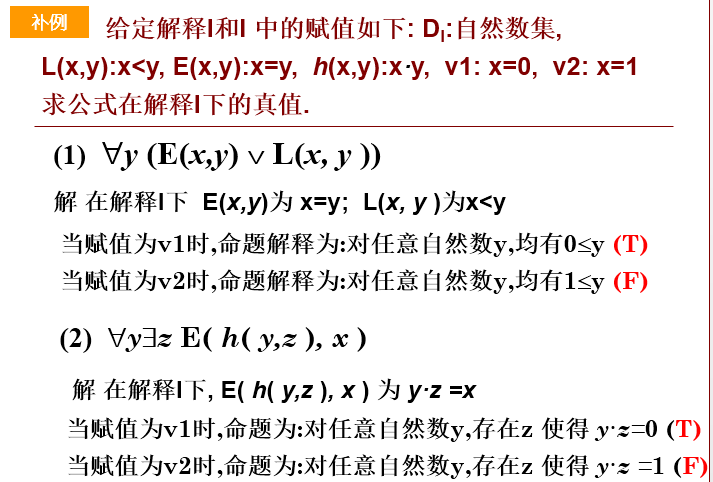 补例
给定解释I和I 中的赋值如下: D_I:自然数集,
L(x,y):x<y, E(x,y):x=y, h(x,y):x·y, v1: x=0, v2: x=1
求公式在解释I下的真值.
(1) ∀y (E(x,y) ∨ L(x, y ))
解 在解释I下 E(x,y)为 x=y; L(x, y )为x<y
当赋值为v1时,命题解释为:对任意自然数y,均有0≤y (T)
当赋值为v2时,命题解释为:对任意自然数y,均有1≤y (F)
(2) ∀y∃z E( h( y,z ), x )
解 在解释I下, E( h( y,z ), x ) 为 y·z =x
当赋值为v1时,命题为:对任意自然数y,存在z 使得 y·z=0 (T)
当赋值为v2时,命题为:对任意自然数y,存在z 使得 y·z =1 (F)